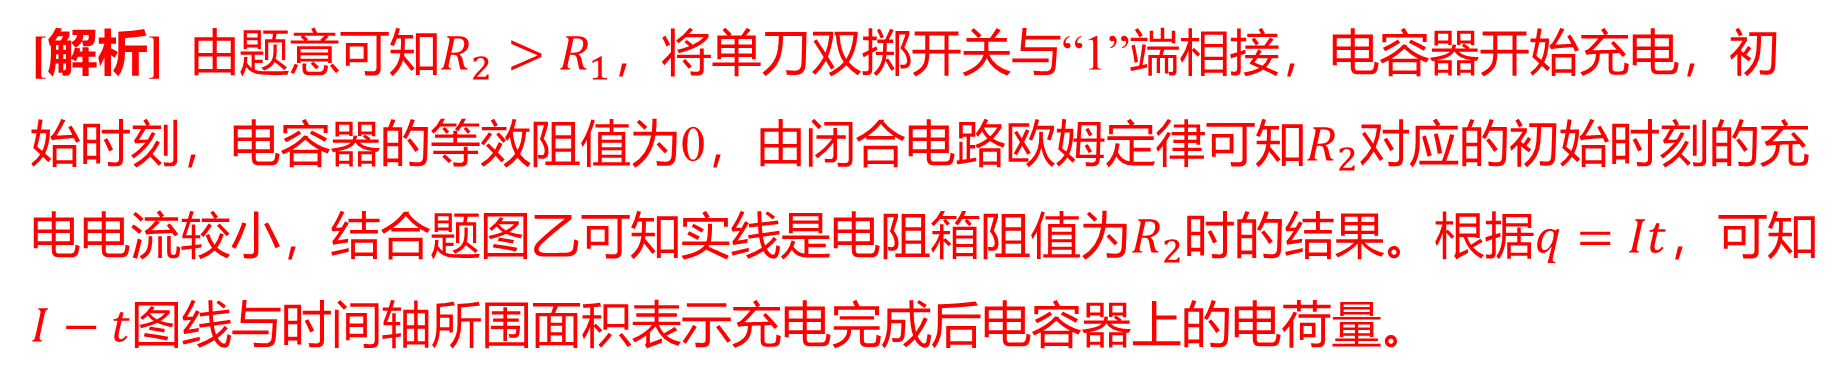 [解析] 由题意可知R₂ > R₁，将单刀双掷开关与“1”端相接，电容器开始充电，初
始时刻，电容器的等效阻值为0，由闭合电路欧姆定律可知R₂对应的初始时刻的充
电电流较小，结合题图乙可知实线是电阻箱阻值为R₂时的结果。根据q = It，可知
I − t图线与时间轴所围面积表示充电完成后电容器上的电荷量。